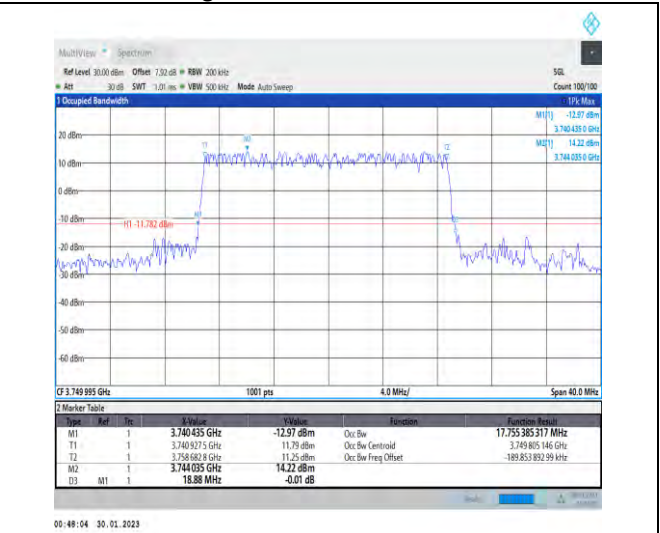 MultiView Spectrum
Ref Level 30.00 dBm Offset 7.92 dB RBW 200 kHz SGL
Att 30 dB SWT 1.01 ms VBW 500 kHz Mode Auto Sweep Count 100/100
1 Occupied Bandwidth 1Pk Max
M1[1] -12.97 dBm
3.740 435 0 GHz
20 dBm M2[1] 14.22 dBm
3.744 035 0 GHz
T1 M2 T2
10 dBm
0 dBm
-10 dBm M1
H1 -11.782 dBm
-20 dBm
-30 dBm
-40 dBm
-50 dBm
-60 dBm
CF 3.749 995 GHz 1001 pts 4.0 MHz/ Span 40.0 MHz
2 Marker Table
Type Ref Trc X-Value Y-Value Function Function Result
M1 1 3.740 435 GHz -12.97 dBm Occ Bw 17.755 385 317 MHz
T1 1 3.740 927 5 GHz 11.79 dBm Occ Bw Centroid 3.749 805 146 GHz
T2 1 3.758 682 8 GHz 11.25 dBm Occ Bw Freq Offset -189.853 892 99 kHz
M2 1 3.744 035 GHz 14.22 dBm
D3 M1 1 18.88 MHz -0.01 dB
00:48:04 30.01.2023